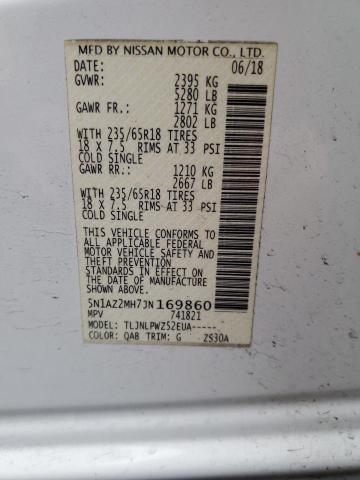 MFD BY NISSAN MOTOR CO., LTD.
DATE: 06/18
GVWR: 2395 KG
5280 LB
GAWR FR.: 1271 KG
2802 LB
WITH 235/65R18 TIRES
18 X 7.5 RIMS AT 33 PSI
COLD SINGLE
GAWR RR.: 1210 KG
2667 LB
WITH 235/65R18 TIRES
18 X 7.5 RIMS AT 33 PSI
COLD SINGLE
THIS VEHICLE CONFORMS TO
ALL APPLICABLE FEDERAL
MOTOR VEHICLE SAFETY
STANDARDS IN EFFECT ON
THE DATE OF MANUFACTURE
SHOWN ABOVE.
5N1AZ2MH7JN169860
MPV 741821
MODEL: TLJNLPWZ52EUA-----
COLOR: QAB TRIM: G ZS30A